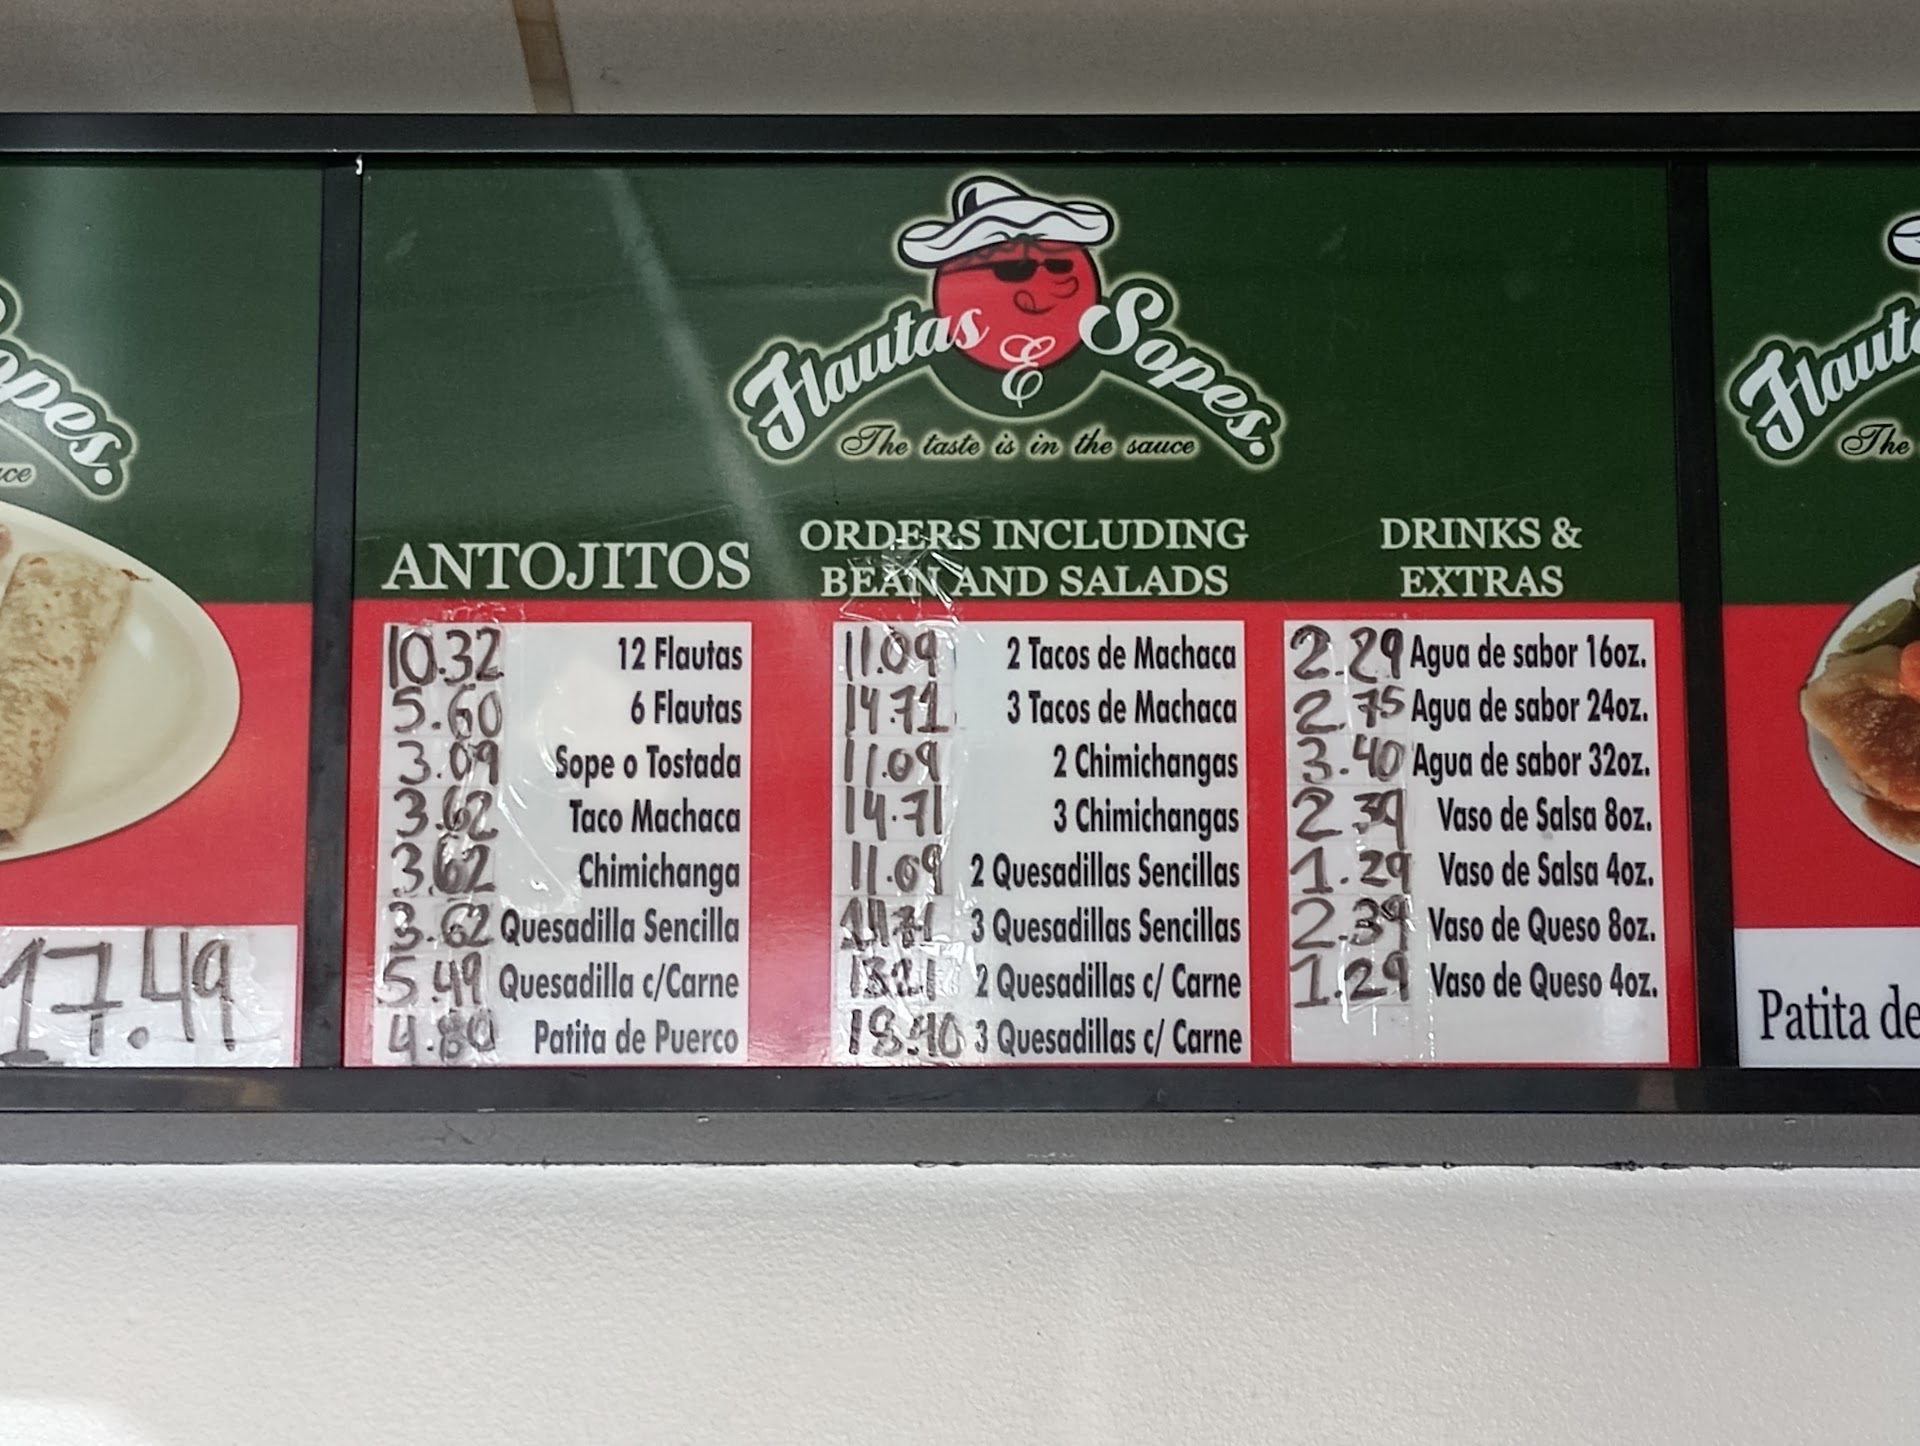 opes.
ce
17.49
Flautas & Sopes.
The taste is in the sauce
ANTOJITOS
10.32 12 Flautas
5.60 6 Flautas
3.09 Sope o Tostada
3.62 Taco Machaca
3.62 Chimichanga
3.62 Quesadilla Sencilla
5.49 Quesadilla c/Carne
4.80 Patita de Puerco
ORDERS INCLUDING
BEAN AND SALADS
11.09 2 Tacos de Machaca
14.71 3 Tacos de Machaca
11.09 2 Chimichangas
14.71 3 Chimichangas
11.09 2 Quesadillas Sencillas
14.71 3 Quesadillas Sencillas
13.21 2 Quesadillas c/ Carne
18.40 3 Quesadillas c/ Carne
DRINKS &
EXTRAS
2.29 Agua de sabor 16oz.
2.75 Agua de sabor 24oz.
3.40 Agua de sabor 32oz.
2.39 Vaso de Salsa 8oz.
1.29 Vaso de Salsa 4oz.
2.39 Vaso de Queso 8oz.
1.29 Vaso de Queso 4oz.
Flauta
The
Patita de